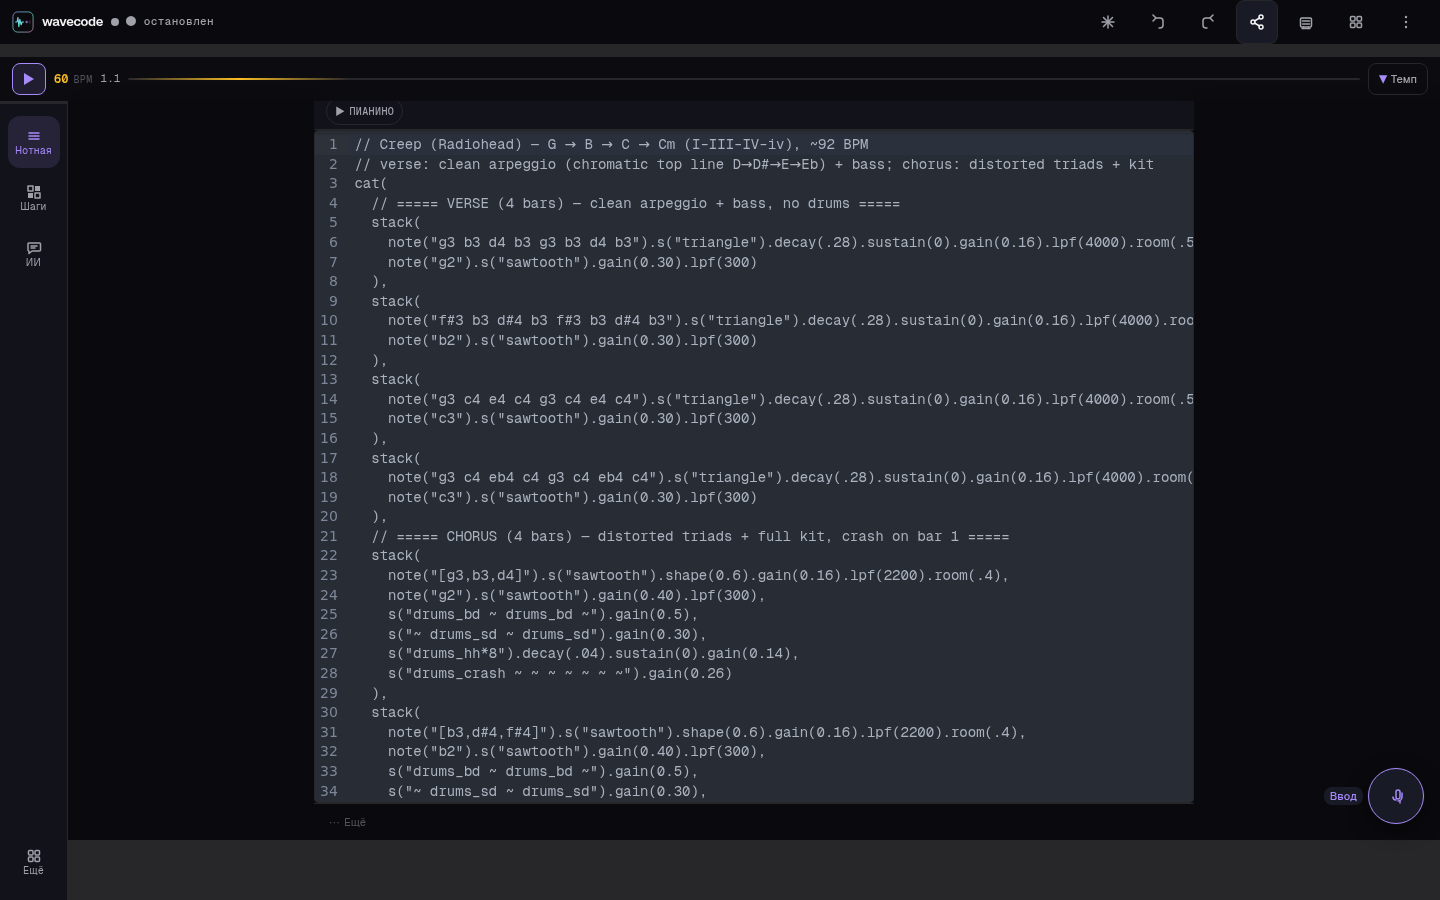 wavecode остановлен
60 BPM 1.1 Темп
Нотная
Шаги
ИИ
Ещё
ПИАНИНО
1 // Creep (Radiohead) — G → B → C → Cm (I-III-IV-iv), ~92 BPM
2 // verse: clean arpeggio (chromatic top line D→D#→E→Eb) + bass; chorus: distorted triads + kit
3 cat(
4 // ===== VERSE (4 bars) — clean arpeggio + bass, no drums =====
5 stack(
6 note("g3 b3 d4 b3 g3 b3 d4 b3").s("triangle").decay(.28).sustain(0).gain(0.16).lpf(4000).room(.5
7 note("g2").s("sawtooth").gain(0.30).lpf(300)
8 ),
9 stack(
10 note("f#3 b3 d#4 b3 f#3 b3 d#4 b3").s("triangle").decay(.28).sustain(0).gain(0.16).lpf(4000).roo
11 note("b2").s("sawtooth").gain(0.30).lpf(300)
12 ),
13 stack(
14 note("g3 c4 e4 c4 g3 c4 e4 c4").s("triangle").decay(.28).sustain(0).gain(0.16).lpf(4000).room(.5
15 note("c3").s("sawtooth").gain(0.30).lpf(300)
16 ),
17 stack(
18 note("g3 c4 eb4 c4 g3 c4 eb4 c4").s("triangle").decay(.28).sustain(0).gain(0.16).lpf(4000).room(
19 note("c3").s("sawtooth").gain(0.30).lpf(300)
20 ),
21 // ===== CHORUS (4 bars) — distorted triads + full kit, crash on bar 1 =====
22 stack(
23 note("[g3,b3,d4]").s("sawtooth").shape(0.6).gain(0.16).lpf(2200).room(.4),
24 note("g2").s("sawtooth").gain(0.40).lpf(300),
25 s("drums_bd ~ drums_bd ~").gain(0.5),
26 s("~ drums_sd ~ drums_sd").gain(0.30),
27 s("drums_hh*8").decay(.04).sustain(0).gain(0.14),
28 s("drums_crash ~ ~ ~ ~ ~ ~ ~").gain(0.26)
29 ),
30 stack(
31 note("[b3,d#4,f#4]").s("sawtooth").shape(0.6).gain(0.16).lpf(2200).room(.4),
32 note("b2").s("sawtooth").gain(0.40).lpf(300),
33 s("drums_bd ~ drums_bd ~").gain(0.5),
34 s("~ drums_sd ~ drums_sd").gain(0.30),
··· Ещё
Ввод